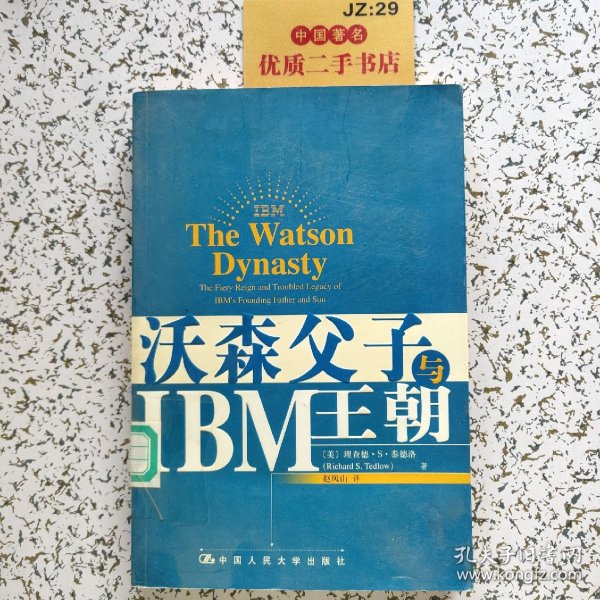 JZ:29
中国著名
优质二手书店
IBM
The Watson
Dynasty
The Fiery Reign and Troubled Legacy of
IBM's Founding Father and Son
沃森父子与
IBM王朝
〔美〕理查德·S·泰德洛
(Richard S. Tedlow) 著
赵凤山 译
中国人民大学出版社
孔夫子旧书网
www.kongfz.com